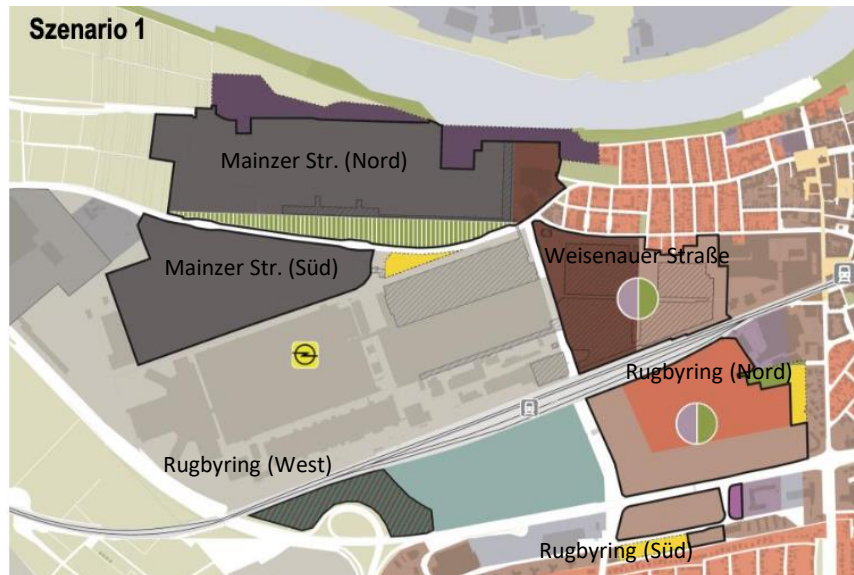 Szenario 1
Mainzer Str. (Nord)
Weisenauer Straße
Mainzer Str. (Süd)
Rugbyring (Nord)
Rugbyring (West)
Rugbyring (Süd)